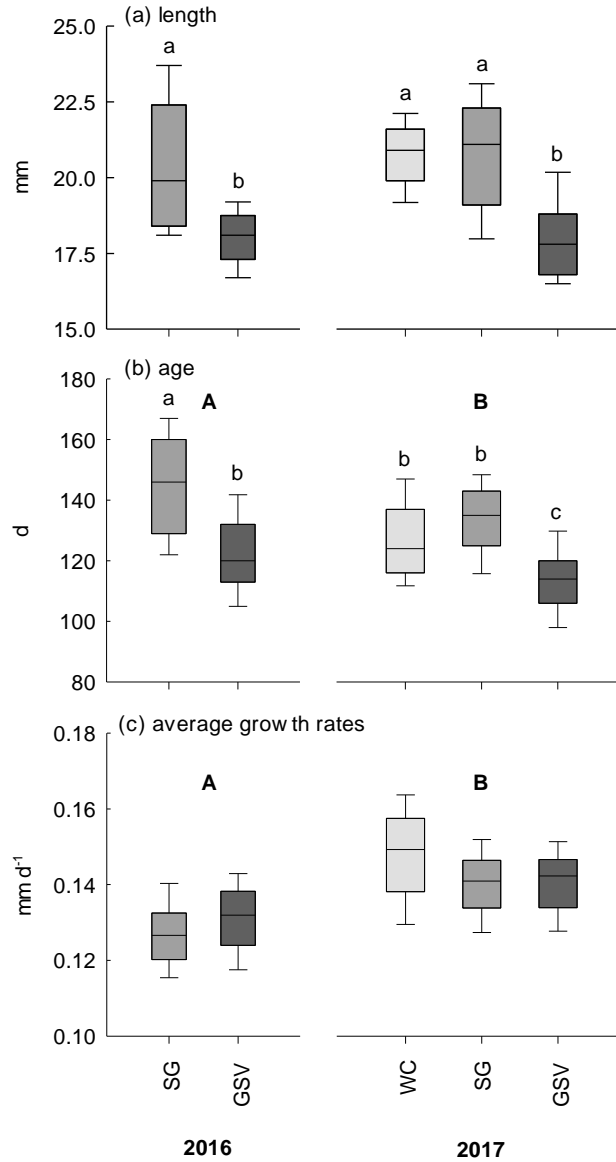 (a) length
25.0
22.5
20.0
17.5
15.0
mm
a
b
a
a
b
(b) age
180
160
140
120
100
80
d
A
B
a
b
b
b
c
(c) average growth rates
0.18
0.16
0.14
0.12
0.10
mm d-1
A
B
SG
GSV
WC
SG
GSV
2016
2017